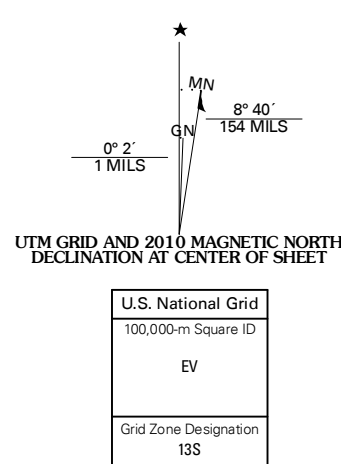 MN
GN
8° 40´
154 MILS
0° 2´
1 MILS
UTM GRID AND 2010 MAGNETIC NORTH
DECLINATION AT CENTER OF SHEET
U.S. National Grid
100,000-m Square ID
EV
Grid Zone Designation
13S